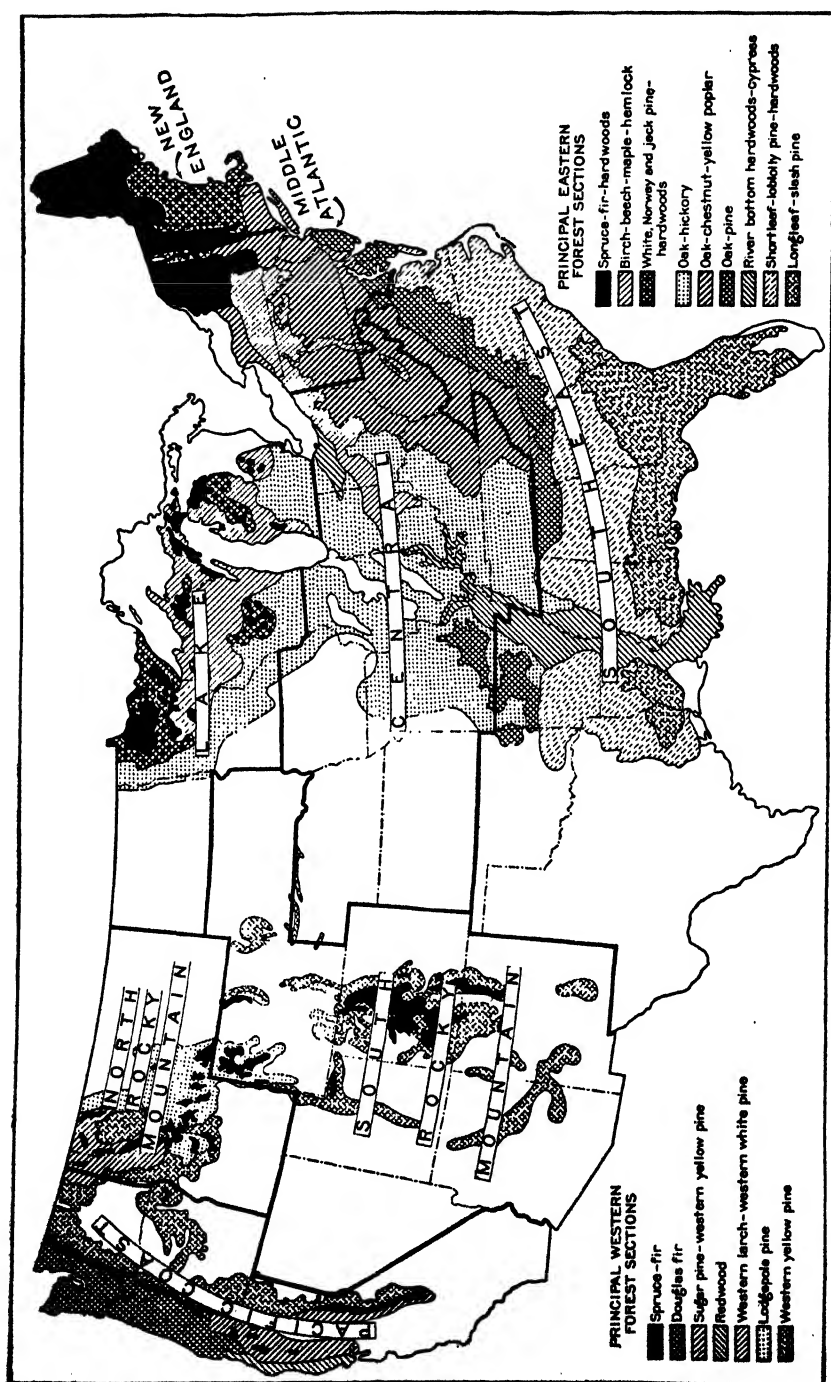 PACIFIC COAST
NORTH
ROCKY
MOUNTAIN
SOUTH
ROCKY
MOUNTAIN
LAKE
CENTRAL
SOUTHEAST
NEW
ENGLAND
MIDDLE
ATLANTIC
PRINCIPAL WESTERN
FOREST SECTIONS
Spruce-fir
Douglas fir
Sugar pine-western yellow pine
Redwood
Western larch-western white pine
Lodgepole pine
Western yellow pine
PRINCIPAL EASTERN
FOREST SECTIONS
Spruce-fir-hardwoods
Birch-beech-maple-hemlock
White, Norway and jack pine-
hardwoods
Oak-hickory
Oak-chestnut-yellow poplar
Oak-pine
River bottom hardwoods-cypress
Shortleaf-loblolly pine-hardwoods
Longleaf-slash pine